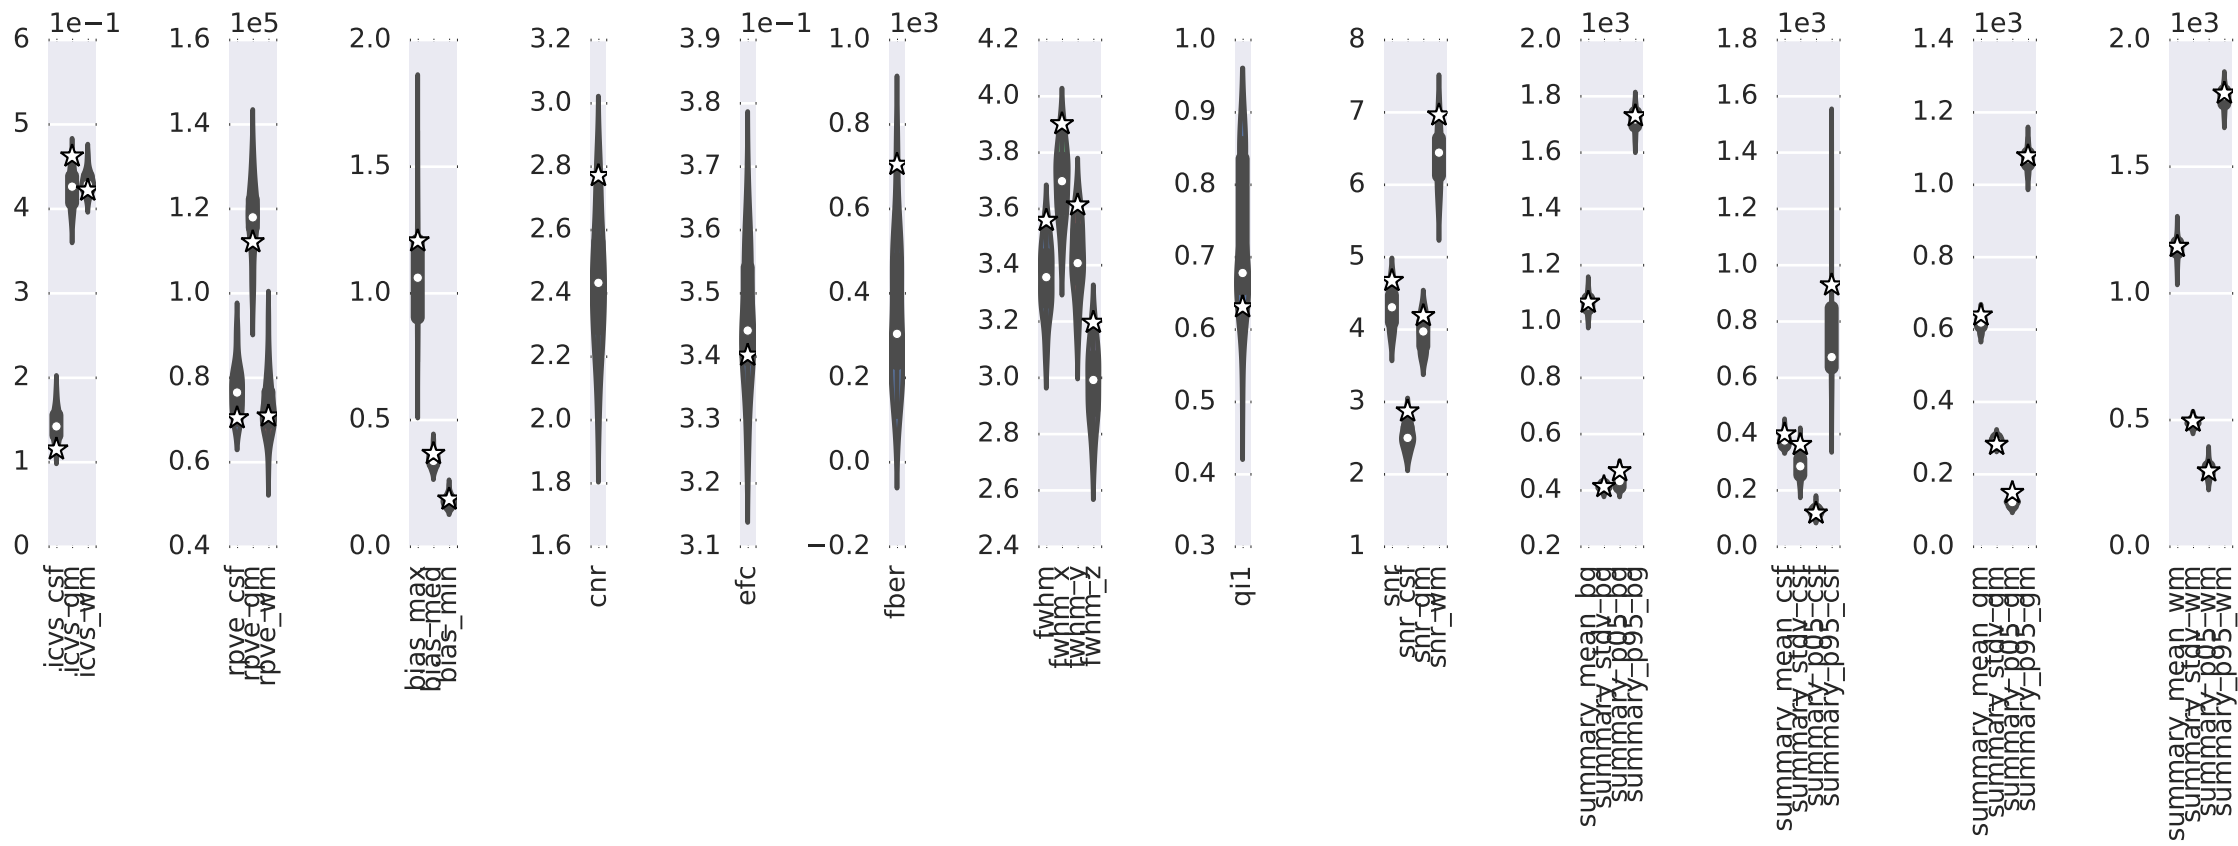 1e−1
6
5
4
3
2
1
0
icvs_csf
icvs_gm
icvs_wm
1e5
1.6
1.4
1.2
1.0
0.8
0.6
0.4
rpve_csf
rpve_gm
rpve_wm
2.0
1.5
1.0
0.5
0.0
bias_max
bias_med
bias_min
3.2
3.0
2.8
2.6
2.4
2.2
2.0
1.8
1.6
cnr
1e−1
3.9
3.8
3.7
3.6
3.5
3.4
3.3
3.2
3.1
efc
1e3
1.0
0.8
0.6
0.4
0.2
0.0
−0.2
fber
4.2
4.0
3.8
3.6
3.4
3.2
3.0
2.8
2.6
2.4
fwhm
fwhm_x
fwhm_y
fwhm_z
1.0
0.9
0.8
0.7
0.6
0.5
0.4
0.3
qi1
8
7
6
5
4
3
2
1
snr
snr_csf
snr_gm
snr_wm
1e3
2.0
1.8
1.6
1.4
1.2
1.0
0.8
0.6
0.4
0.2
summary_mean_bg
summary_stdv_bg
summary_p05_bg
summary_p95_bg
1e3
1.8
1.6
1.4
1.2
1.0
0.8
0.6
0.4
0.2
0.0
summary_mean_csf
summary_stdv_csf
summary_p05_csf
summary_p95_csf
1e3
1.4
1.2
1.0
0.8
0.6
0.4
0.2
0.0
summary_mean_gm
summary_stdv_gm
summary_p05_gm
summary_p95_gm
1e3
2.0
1.5
1.0
0.5
0.0
summary_mean_wm
summary_stdv_wm
summary_p05_wm
summary_p95_wm